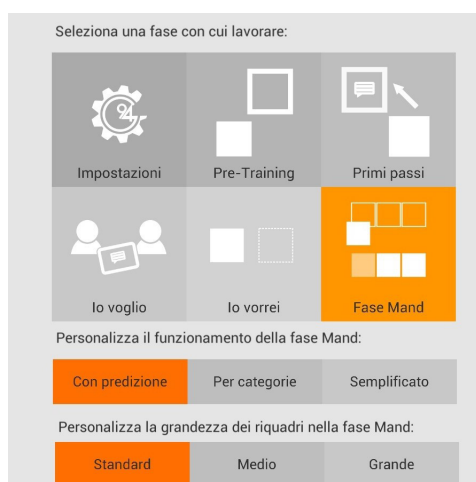 Seleziona una fase con cui lavorare:
Impostazioni
Pre-Training
Primi passi
Io voglio
Io vorrei
Fase Mand
Personalizza il funzionamento della fase Mand:
Con predizione
Per categorie
Semplificato
Personalizza la grandezza dei riquadri nella fase Mand:
Standard
Medio
Grande